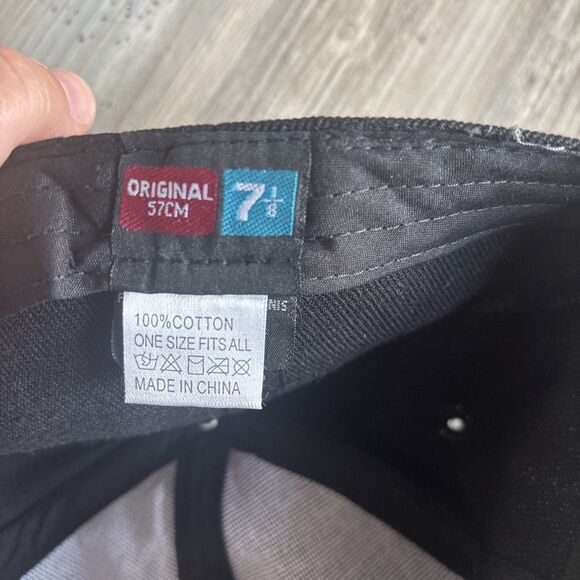 ORIGINAL
57CM
7 1/8
100%COTTON
ONE SIZE FITS ALL
MADE IN CHINA